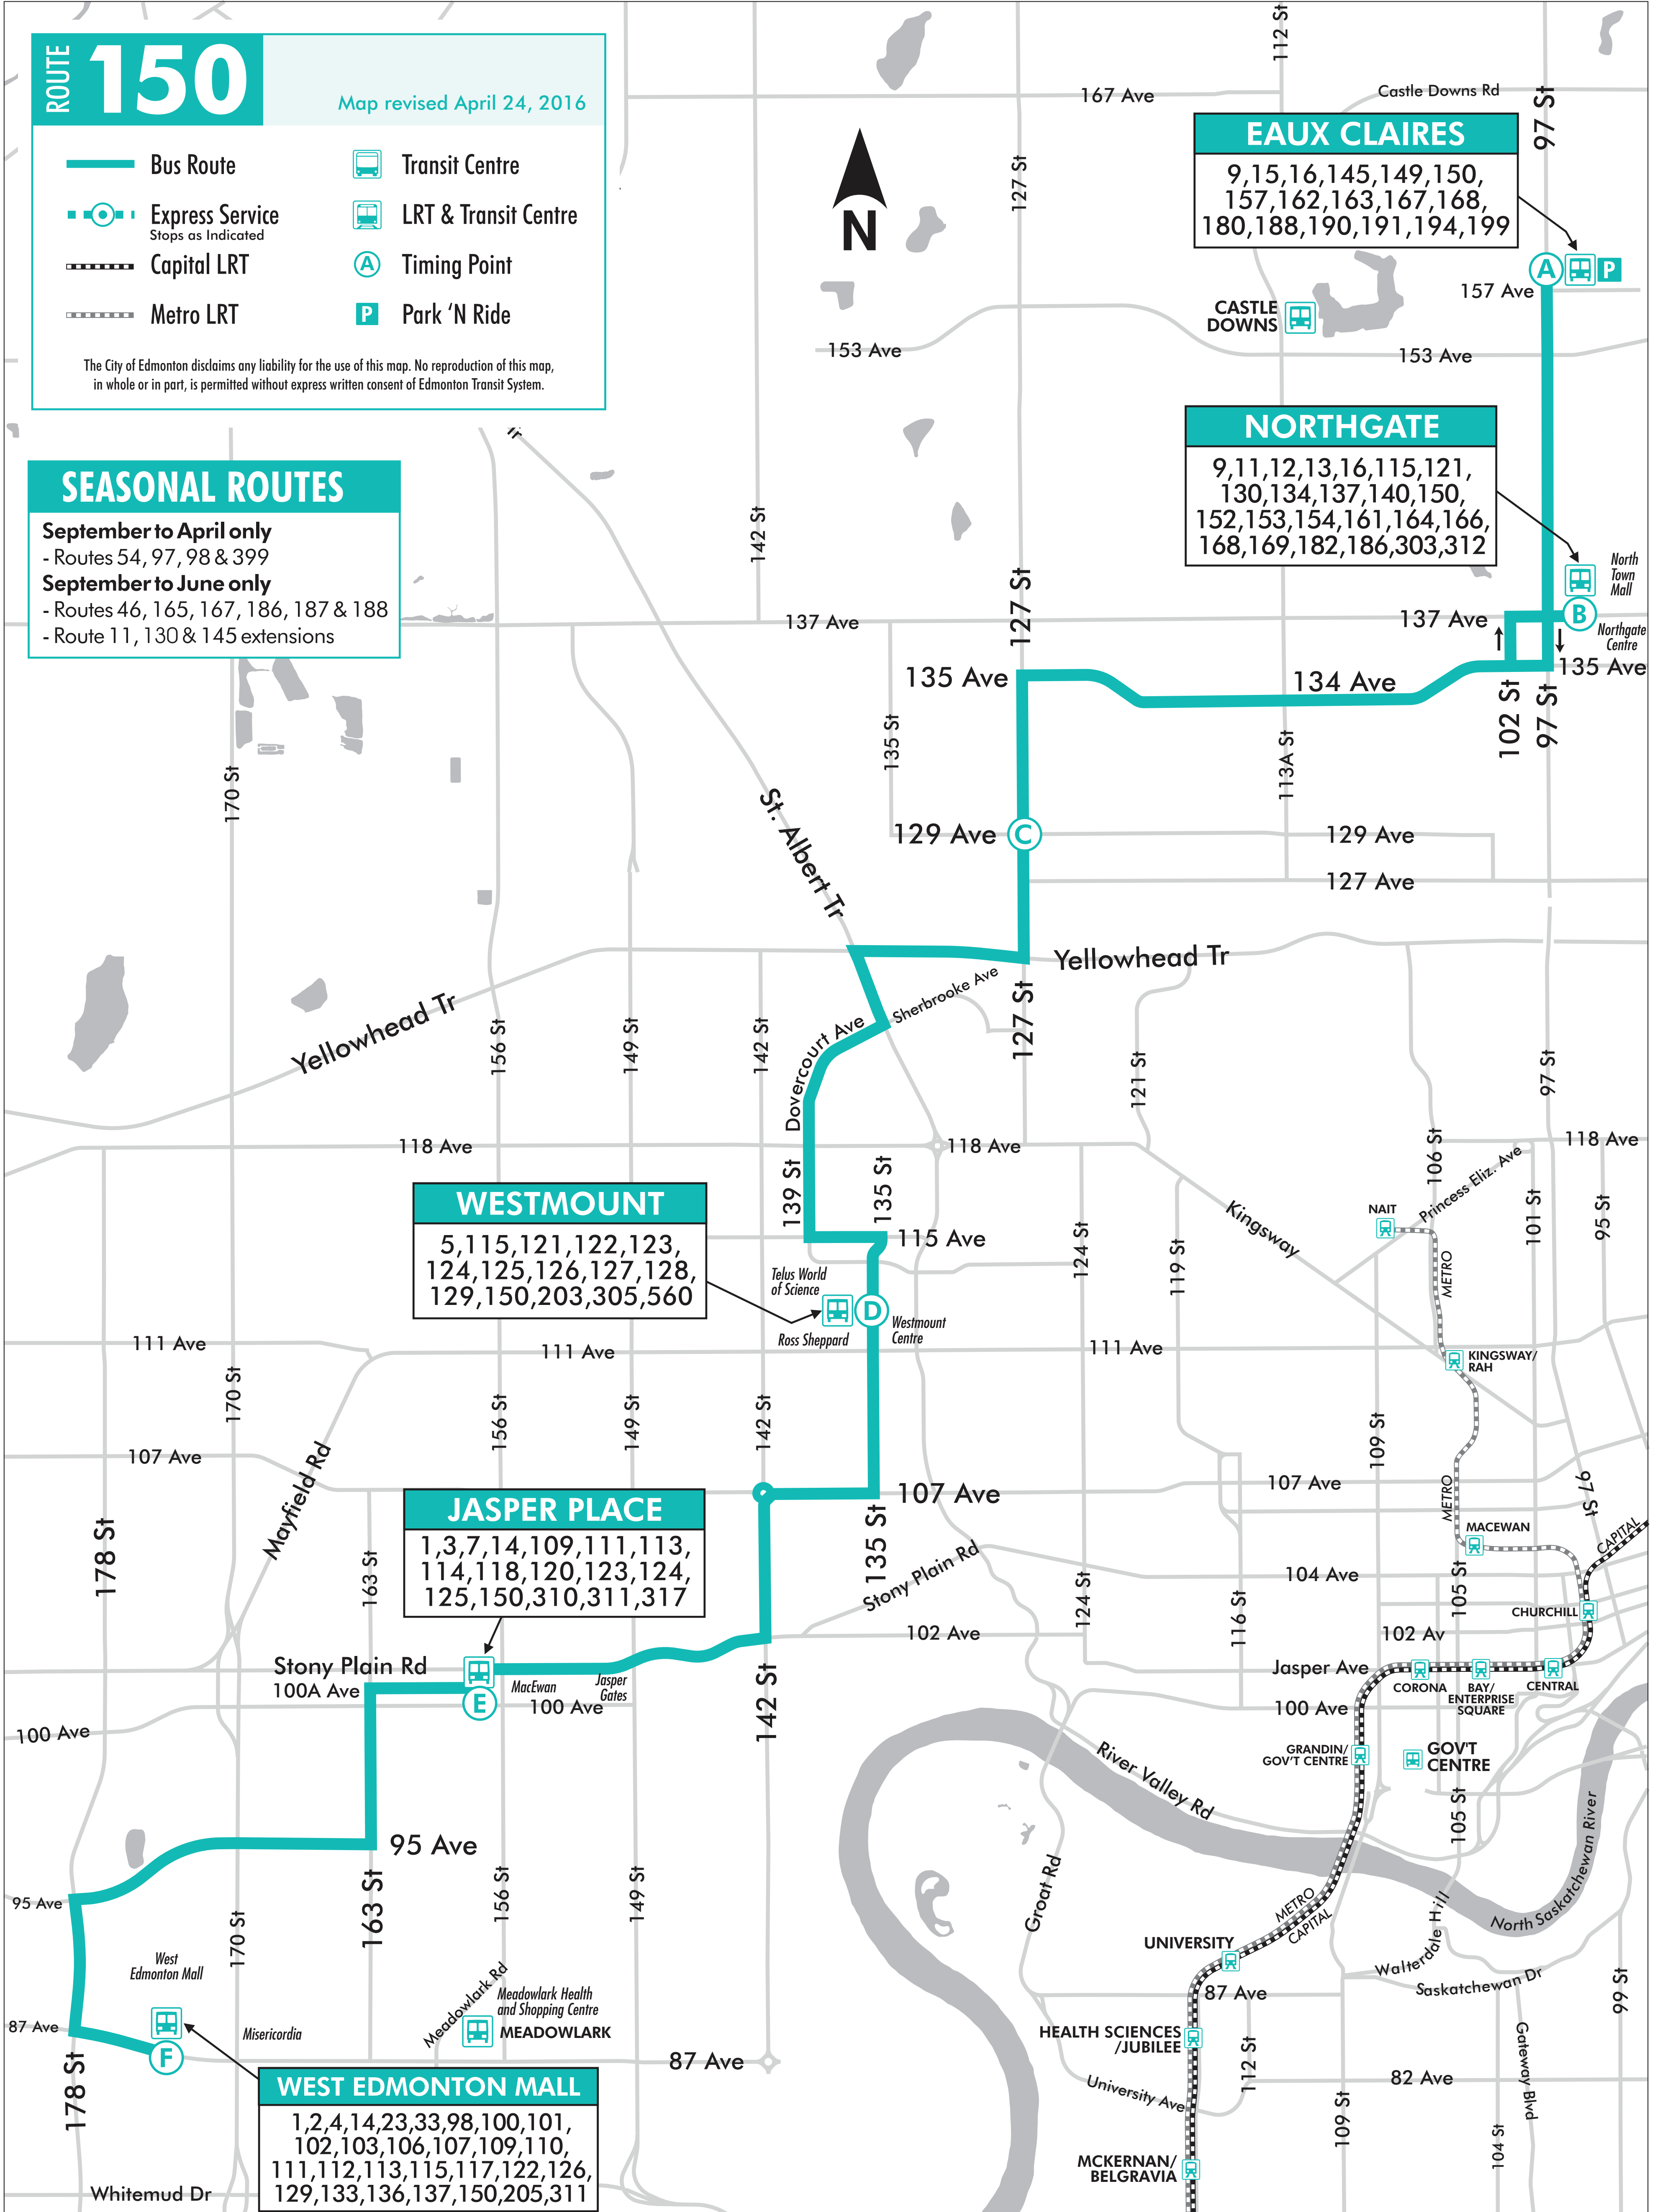 ROUTE 150
Map revised April 24, 2016
Bus Route
Transit Centre
Express Service
Stops as Indicated
LRT & Transit Centre
Capital LRT
A
Timing Point
Metro LRT
P
Park ‘N Ride
The City of Edmonton disclaims any liability for the use of this map. No reproduction of this map,
in whole or in part, is permitted without express written consent of Edmonton Transit System.
SEASONAL ROUTES
September to April only
- Routes 54, 97, 98 & 399
September to June only
- Routes 46, 165, 167, 186, 187 & 188
- Route 11, 130 & 145 extensions
N
Tr
112 St
167 Ave
Castle Downs Rd
97 St
127 St
EAUX CLAIRES
9,15,16,145,149,150,
157,162,163,167,168,
180,188,190,191,194,199
A
P
157 Ave
CASTLE
DOWNS
153 Ave
153 Ave
NORTHGATE
9,11,12,13,16,115,121,
130,134,137,140,150,
152,153,154,161,164,166,
168,169,182,186,303,312
North
Town
Mall
B
Northgate
Centre
142 St
127 St
137 Ave
137 Ave
135 Ave
135 Ave
134 Ave
102 St
97 St
135 St
113A St
170 St
St. Albert Tr
129 Ave
C
129 Ave
127 Ave
Yellowhead Tr
Yellowhead Tr
Sherbrooke Ave
Dovercourt Ave
156 St
149 St
142 St
127 St
121 St
97 St
118 Ave
118 Ave
118 Ave
106 St
Princess Eliz. Ave
139 St
135 St
WESTMOUNT
5,115,121,122,123,
124,125,126,127,128,
129,150,203,305,560
115 Ave
Telus World
of Science
D
Ross Sheppard
Westmount
Centre
124 St
119 St
Kingsway
NAIT
METRO
101 St
95 St
KINGSWAY/
RAH
111 Ave
111 Ave
111 Ave
170 St
156 St
149 St
142 St
109 St
107 Ave
Mayfield Rd
107 Ave
107 Ave
METRO
97 St
MACEWAN
CAPITAL
178 St
163 St
JASPER PLACE
1,3,7,14,109,111,113,
114,118,120,123,124,
125,150,310,311,317
135 St
Stony Plain Rd
124 St
116 St
104 Ave
105 St
CHURCHILL
102 Ave
102 Av
Stony Plain Rd
100A Ave
E
MacEwan
Jasper
Gates
100 Ave
100 Ave
142 St
Jasper Ave
CORONA
BAY/
ENTERPRISE
SQUARE
CENTRAL
100 Ave
GRANDIN/
GOV'T CENTRE
GOV'T
CENTRE
River Valley Rd
105 St
North Saskatchewan River
95 Ave
163 St
156 St
149 St
Groat Rd
METRO
CAPITAL
Walterdale Hill
95 Ave
170 St
West
Edmonton Mall
87 Ave
F
Misericordia
Meadowlark Rd
Meadowlark Health
and Shopping Centre
MEADOWLARK
87 Ave
UNIVERSITY
87 Ave
Saskatchewan Dr
99 St
HEALTH SCIENCES
/JUBILEE
112 St
Gateway Blvd
82 Ave
University Ave
109 St
104 St
MCKERNAN/
BELGRAVIA
178 St
WEST EDMONTON MALL
1,2,4,14,23,33,98,100,101,
102,103,106,107,109,110,
111,112,113,115,117,122,126,
129,133,136,137,150,205,311
Whitemud Dr